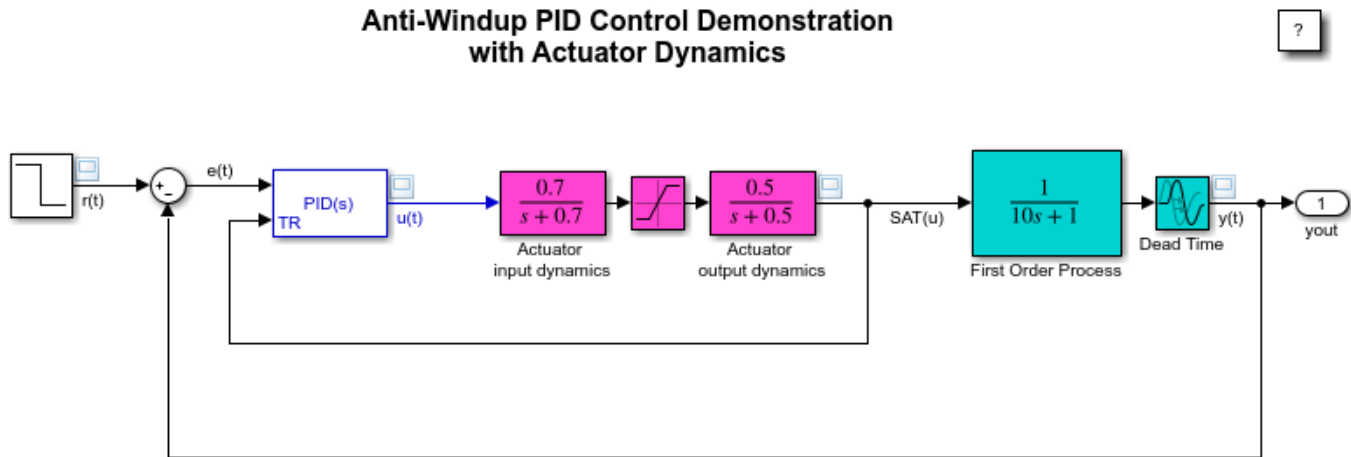 Anti-Windup PID Control Demonstration
with Actuator Dynamics
?
r(t)
+
−
e(t)
PID(s)
TR
u(t)
0.7
s + 0.7
Actuator
input dynamics
0.5
s + 0.5
Actuator
output dynamics
SAT(u)
1
10s + 1
First Order Process
Dead Time
y(t)
1
yout